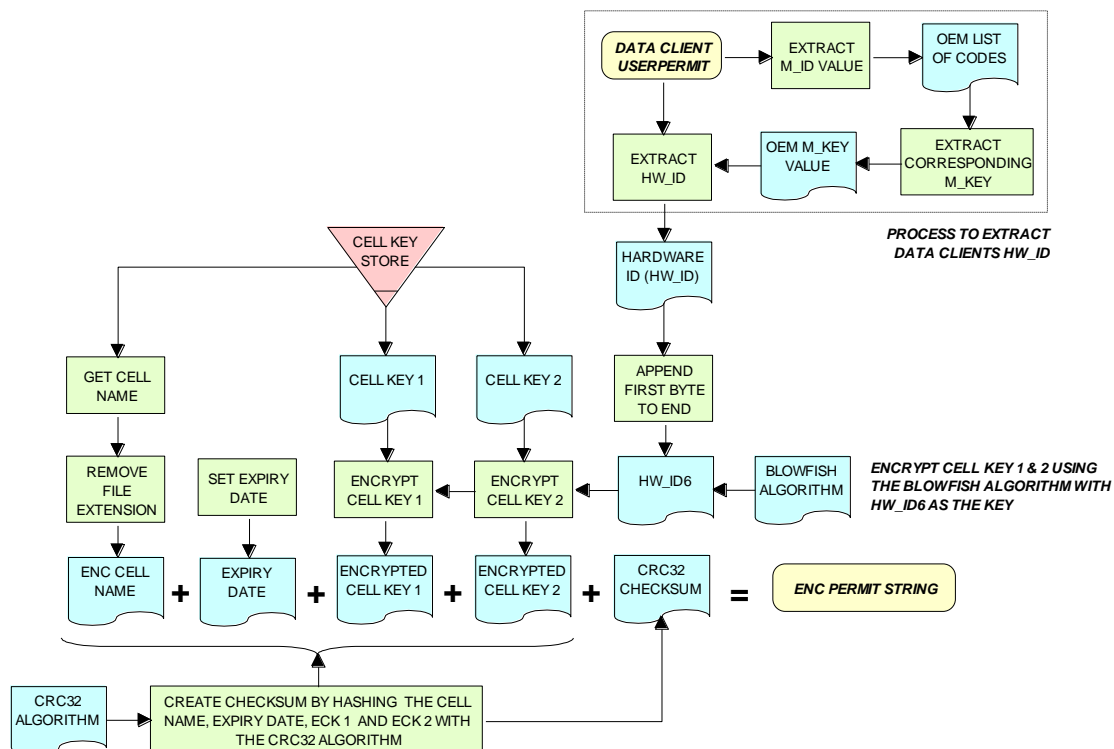 DATA CLIENT
USERPERMIT
EXTRACT
M_ID VALUE
OEM LIST
OF CODES
EXTRACT
HW_ID
OEM M_KEY
VALUE
EXTRACT
CORRESPONDING
M_KEY
PROCESS TO EXTRACT
DATA CLIENTS HW_ID
CELL KEY
STORE
HARDWARE
ID (HW_ID)
GET CELL
NAME
CELL KEY 1
CELL KEY 2
APPEND
FIRST BYTE
TO END
REMOVE
FILE
EXTENSION
SET EXPIRY
DATE
ENCRYPT
CELL KEY 1
ENCRYPT
CELL KEY 2
HW_ID6
BLOWFISH
ALGORITHM
ENCRYPT CELL KEY 1 & 2 USING
THE BLOWFISH ALGORITHM WITH
HW_ID6 AS THE KEY
ENC CELL
NAME
+
EXPIRY
DATE
+
ENCRYPTED
CELL KEY 1
+
ENCRYPTED
CELL KEY 2
+
CRC32
CHECKSUM
=
ENC PERMIT STRING
CRC32
ALGORITHM
CREATE CHECKSUM BY HASHING THE CELL
NAME, EXPIRY DATE, ECK 1 AND ECK 2 WITH
THE CRC32 ALGORITHM